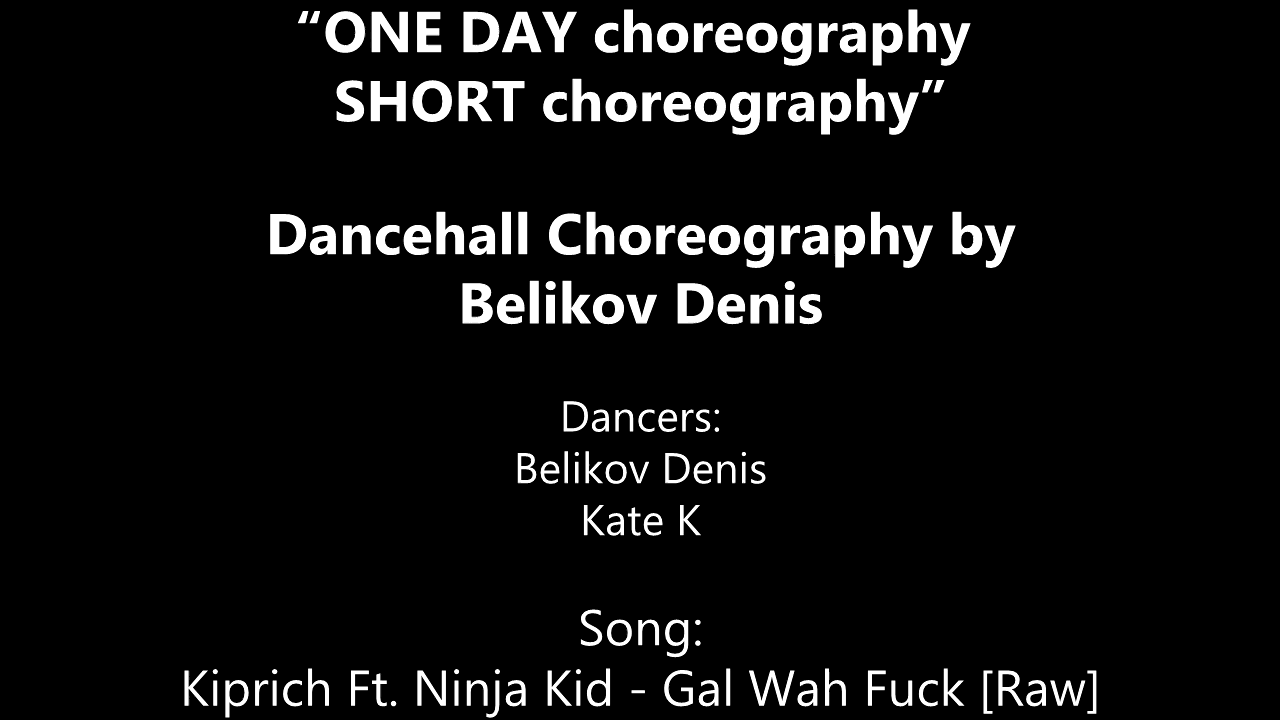 “ONE DAY choreography
SHORT choreography”
Dancehall Choreography by
Belikov Denis
Dancers:
Belikov Denis
Kate K
Song:
Kiprich Ft. Ninja Kid - Gal Wah Fuck [Raw]